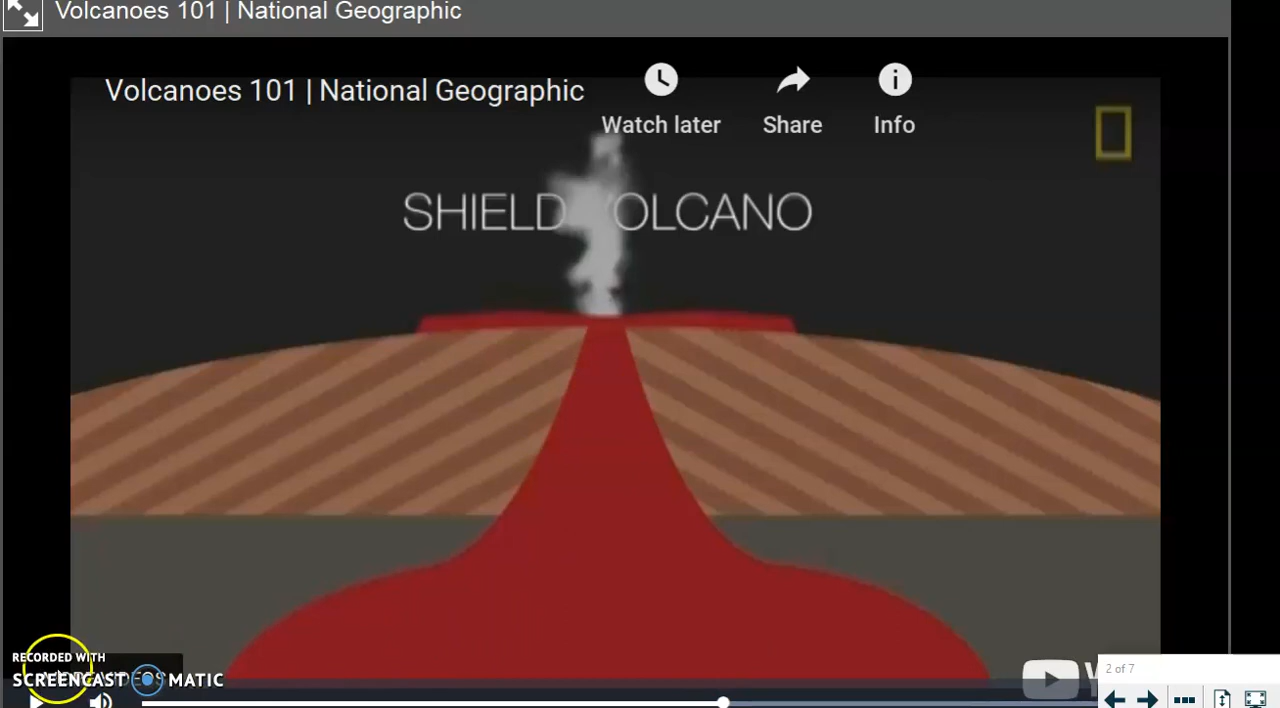 Volcanoes 101 | National Geographic
Volcanoes 101 | National Geographic
Watch later
Share
Info
SHIELD VOLCANO
RECORDED WITH
SCREENCAST MATIC
2 of 7